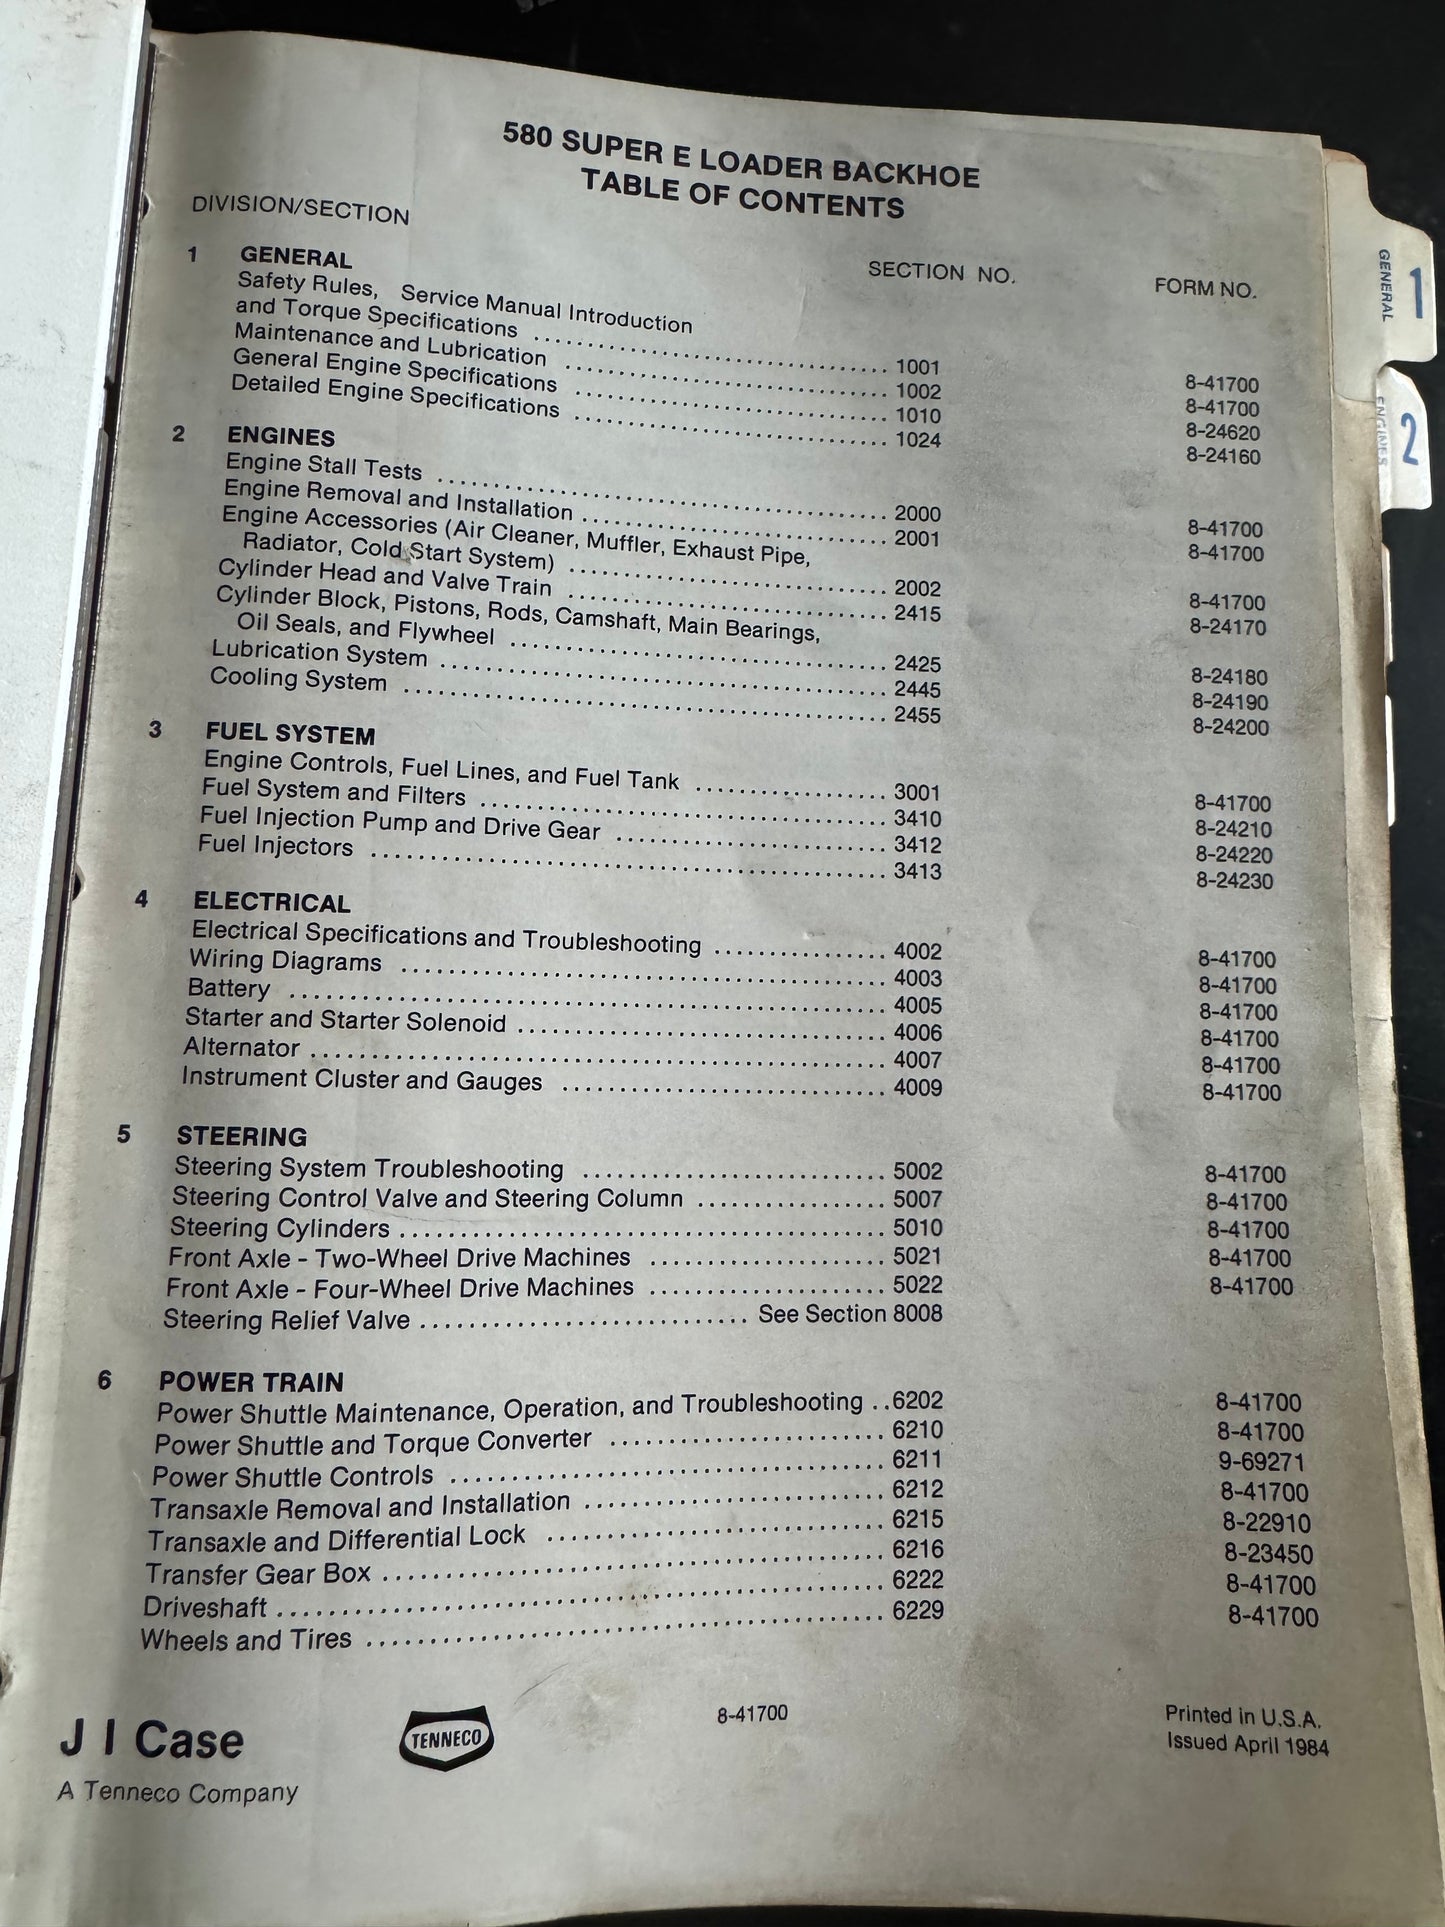 580 SUPER E LOADER BACKHOE
TABLE OF CONTENTS
DIVISION/SECTION SECTION NO. FORM NO.
1 GENERAL
Safety Rules, Service Manual Introduction
and Torque Specifications 1001 8-41700
Maintenance and Lubrication 1002 8-41700
General Engine Specifications 1010 8-24620
Detailed Engine Specifications 1024 8-24160
2 ENGINES
Engine Stall Tests 2000 8-41700
Engine Removal and Installation 2001 8-41700
Engine Accessories (Air Cleaner, Muffler, Exhaust Pipe,
Radiator, Cold Start System) 2002 8-41700
Cylinder Head and Valve Train 2415 8-24170
Cylinder Block, Pistons, Rods, Camshaft, Main Bearings,
Oil Seals, and Flywheel 2425 8-24180
Lubrication System 2445 8-24190
Cooling System 2455 8-24200
3 FUEL SYSTEM
Engine Controls, Fuel Lines, and Fuel Tank 3001 8-41700
Fuel System and Filters 3410 8-24210
Fuel Injection Pump and Drive Gear 3412 8-24220
Fuel Injectors 3413 8-24230
4 ELECTRICAL
Electrical Specifications and Troubleshooting 4002 8-41700
Wiring Diagrams 4003 8-41700
Battery 4005 8-41700
Starter and Starter Solenoid 4006 8-41700
Alternator 4007 8-41700
Instrument Cluster and Gauges 4009 8-41700
5 STEERING
Steering System Troubleshooting 5002 8-41700
Steering Control Valve and Steering Column 5007 8-41700
Steering Cylinders 5010 8-41700
Front Axle - Two-Wheel Drive Machines 5021 8-41700
Front Axle - Four-Wheel Drive Machines 5022 8-41700
Steering Relief Valve See Section 8008
6 POWER TRAIN
Power Shuttle Maintenance, Operation, and Troubleshooting 6202 8-41700
Power Shuttle and Torque Converter 6210 8-41700
Power Shuttle Controls 6211 9-69271
Transaxle Removal and Installation 6212 8-41700
Transaxle and Differential Lock 6215 8-22910
Transfer Gear Box 6216 8-23450
Driveshaft 6222 8-41700
Wheels and Tires 6229 8-41700
J I Case
A Tenneco Company
TENNECO
8-41700
Printed in U.S.A.
Issued April 1984
GENERAL 1
ENGINES 2